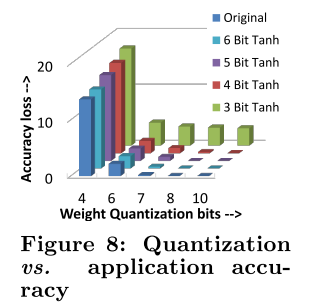 Original
6 Bit Tanh
5 Bit Tanh
4 Bit Tanh
3 Bit Tanh
20
10
0
Accuracy loss -->
4 6 7 8 10
Weight Quantization bits -->
Figure 8: Quantization
vs. application accu-
racy